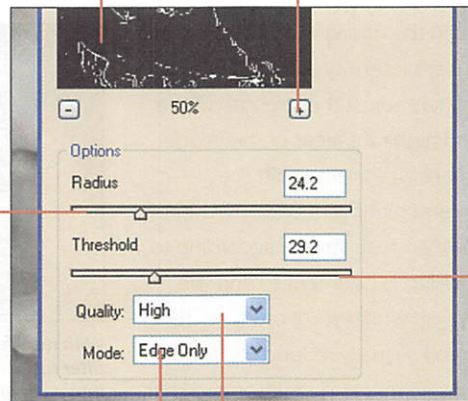 - 50% +
Options
Radius 24.2
Threshold 29.2
Quality: High
Mode: Edge Only